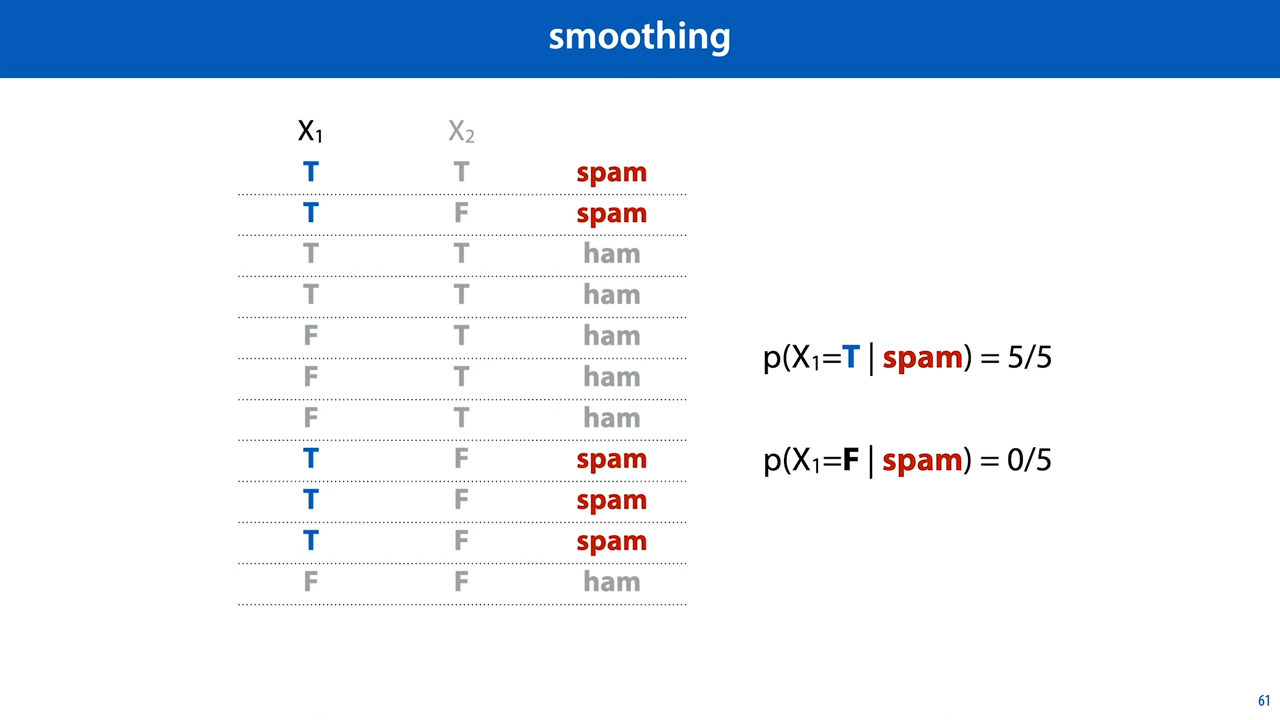 smoothing
X₁ X₂
T T spam
T F spam
T T ham
T T ham
F T ham
F T ham
F T ham
T F spam
T F spam
T F spam
F F ham
p(X₁=T | spam) = 5/5
p(X₁=F | spam) = 0/5
61